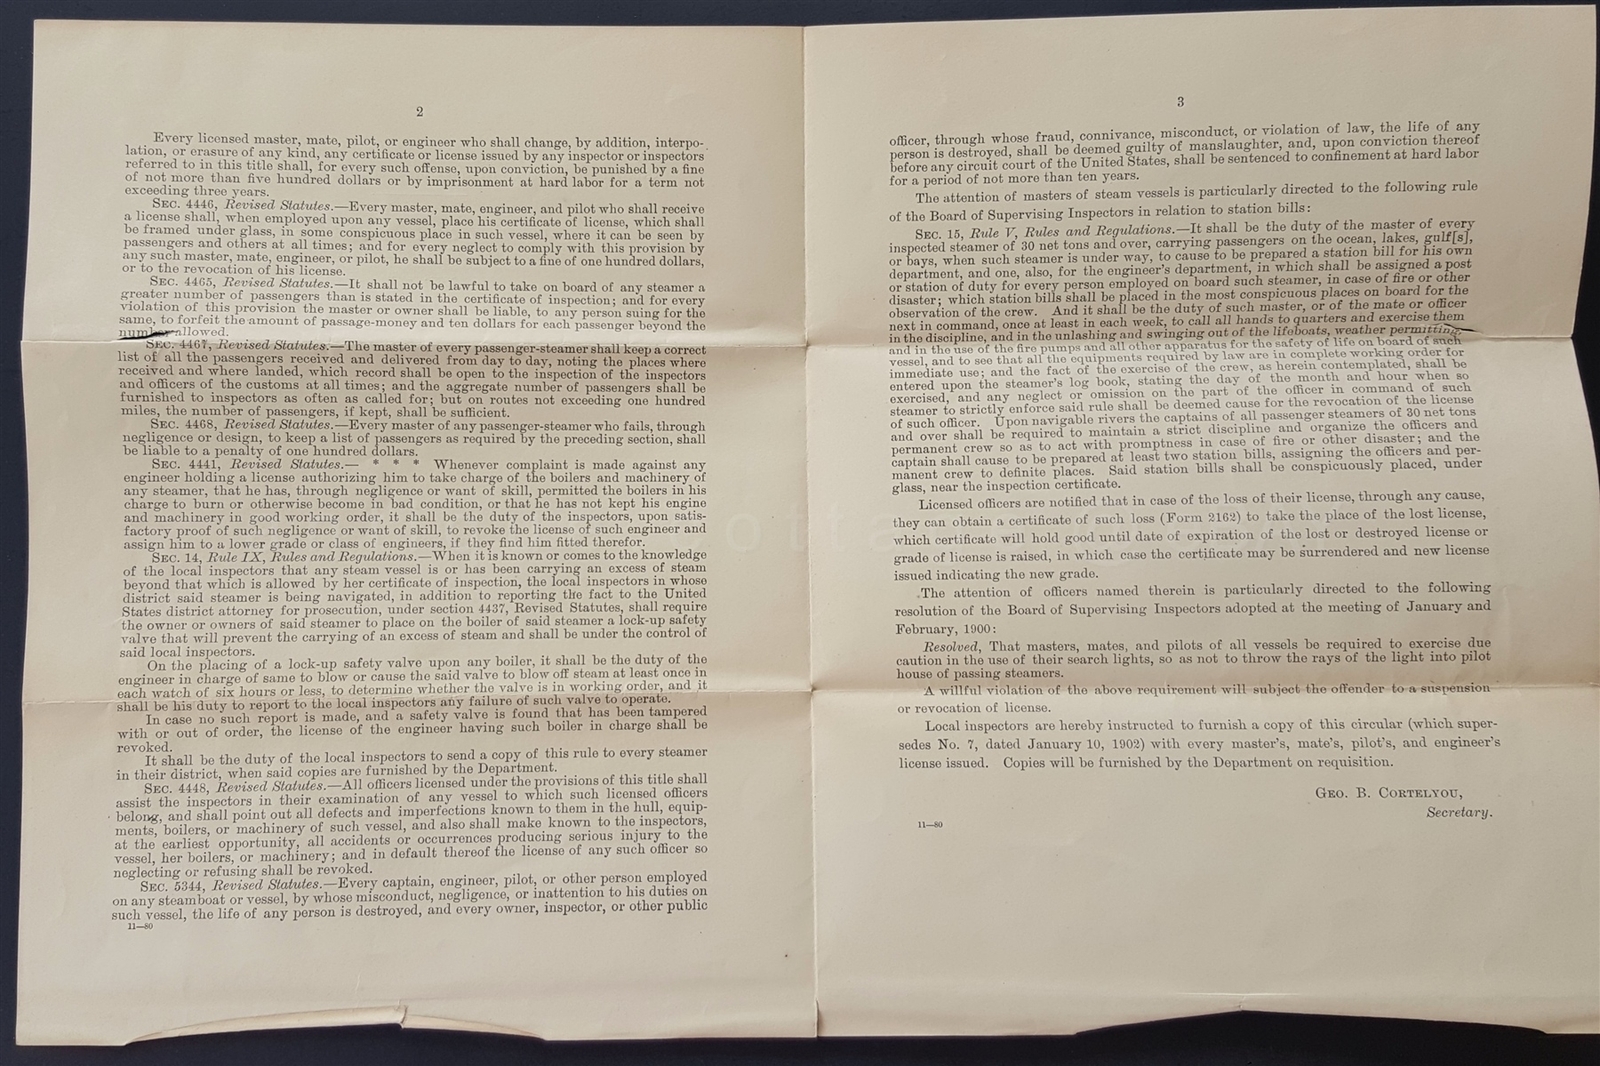 2
Every licensed master, mate, pilot, or engineer who shall change, by addition, interpo-
lation, or erasure of any kind, any certificate or license issued by any inspector or inspectors
referred to in this title shall, for every such offense, upon conviction, be punished by a fine
of not more than five hundred dollars or by imprisonment at hard labor for a term not
exceeding three years.
SEC. 4446, Revised Statutes.—Every master, mate, engineer, and pilot who shall receive
a license shall, when employed upon any vessel, place his certificate of license, which shall
be framed under glass, in some conspicuous place in such vessel, where it can be seen by
passengers and others at all times; and for every neglect to comply with this provision by
any such master, mate, engineer, or pilot, he shall be subject to a fine of one hundred dollars,
or to the revocation of his license.
SEC. 4465, Revised Statutes.—It shall not be lawful to take on board of any steamer a
greater number of passengers than is stated in the certificate of inspection; and for every
violation of this provision the master or owner shall be liable, to any person suing for the
same, to forfeit the amount of passage-money and ten dollars for each passenger beyond the
number allowed.
SEC. 4467, Revised Statutes.—The master of every passenger-steamer shall keep a correct
list of all the passengers received and delivered from day to day, noting the places where
received and where landed, which record shall be open to the inspection of the inspectors
and officers of the customs at all times; and the aggregate number of passengers shall be
furnished to inspectors as often as called for; but on routes not exceeding one hundred
miles, the number of passengers, if kept, shall be sufficient.
SEC. 4468, Revised Statutes.—Every master of any passenger-steamer who fails, through
negligence or design, to keep a list of passengers as required by the preceding section, shall
be liable to a penalty of one hundred dollars.
SEC. 4441, Revised Statutes.— * * * Whenever complaint is made against any
engineer holding a license authorizing him to take charge of the boilers and machinery of
any steamer, that he has, through negligence or want of skill, permitted the boilers in his
charge to burn or otherwise become in bad condition, or that he has not kept his engine
and machinery in good working order, it shall be the duty of the inspectors, upon satis-
factory proof of such negligence or want of skill, to revoke the license of such engineer and
assign him to a lower grade or class of engineers, if they find him fitted therefor.
SEC. 14, Rule IX, Rules and Regulations.—When it is known or comes to the knowledge
of the local inspectors that any steam vessel is or has been carrying an excess of steam
beyond that which is allowed by her certificate of inspection, the local inspectors in whose
district said steamer is being navigated, in addition to reporting the fact to the United
States district attorney for prosecution, under section 4437, Revised Statutes, shall require
the owner or owners of said steamer to place on the boiler of said steamer a lock-up safety
valve that will prevent the carrying of an excess of steam and shall be under the control of
said local inspectors.
On the placing of a lock-up safety valve upon any boiler, it shall be the duty of the
engineer in charge of same to blow or cause the said valve to blow off steam at least once in
each watch of six hours or less, to determine whether the valve is in working order, and it
shall be his duty to report to the local inspectors any failure of such valve to operate.
In case no such report is made, and a safety valve is found that has been tampered
with or out of order, the license of the engineer having such boiler in charge shall be
revoked.
It shall be the duty of the local inspectors to send a copy of this rule to every steamer
in their district, when said copies are furnished by the Department.
SEC. 4448, Revised Statutes.—All officers licensed under the provisions of this title shall
assist the inspectors in their examination of any vessel to which such licensed officers
belong, and shall point out all defects and imperfections known to them in the hull, equip-
ments, boilers, or machinery of such vessel, and also shall make known to the inspectors,
at the earliest opportunity, all accidents or occurrences producing serious injury to the
vessel, her boilers, or machinery; and in default thereof the license of any such officer so
neglecting or refusing shall be revoked.
SEC. 5344, Revised Statutes.—Every captain, engineer, pilot, or other person employed
on any steamboat or vessel, by whose misconduct, negligence, or inattention to his duties on
such vessel, the life of any person is destroyed, and every owner, inspector, or other public
11—80
3
officer, through whose fraud, connivance, misconduct, or violation of law, the life of any
person is destroyed, shall be deemed guilty of manslaughter, and, upon conviction thereof
before any circuit court of the United States, shall be sentenced to confinement at hard labor
for a period of not more than ten years.
The attention of masters of steam vessels is particularly directed to the following rule
of the Board of Supervising Inspectors in relation to station bills:
SEC. 15, Rule V, Rules and Regulations.—It shall be the duty of the master of every
inspected steamer of 30 net tons and over, carrying passengers on the ocean, lakes, gulf[s],
or bays, when such steamer is under way, to cause to be prepared a station bill for his own
department, and one, also, for the engineer's department, in which shall be assigned a post
or station of duty for every person employed on board such steamer, in case of fire or other
disaster; which station bills shall be placed in the most conspicuous places on board for the
observation of the crew. And it shall be the duty of such master, or of the mate or officer
next in command, once at least in each week, to call all hands to quarters and exercise them
in the discipline, and in the unlashing and swinging out of the lifeboats, weather permitting,
and in the use of the fire pumps and all other apparatus for the safety of life on board of such
vessel, and to see that all the equipments required by law are in complete working order for
immediate use; and the fact of the exercise of the crew, as herein contemplated, shall be
entered upon the steamer's log book, stating the day of the month and hour when so
exercised, and any neglect or omission on the part of the officer in command of such
steamer to strictly enforce said rule shall be deemed cause for the revocation of the license
of such officer. Upon navigable rivers the captains of all passenger steamers of 30 net tons
and over shall be required to maintain a strict discipline and organize the officers and
permanent crew so as to act with promptness in case of fire or other disaster; and the
captain shall cause to be prepared at least two station bills, assigning the officers and per-
manent crew to definite places. Said station bills shall be conspicuously placed, under
glass, near the inspection certificate.
Licensed officers are notified that in case of the loss of their license, through any cause,
they can obtain a certificate of such loss (Form 2162) to take the place of the lost license,
which certificate will hold good until date of expiration of the lost or destroyed license or
grade of license is raised, in which case the certificate may be surrendered and new license
issued indicating the new grade.
The attention of officers named therein is particularly directed to the following
resolution of the Board of Supervising Inspectors adopted at the meeting of January and
February, 1900:
Resolved, That masters, mates, and pilots of all vessels be required to exercise due
caution in the use of their search lights, so as not to throw the rays of the light into pilot
house of passing steamers.
A willful violation of the above requirement will subject the offender to a suspension
or revocation of license.
Local inspectors are hereby instructed to furnish a copy of this circular (which super-
sedes No. 7, dated January 10, 1902) with every master's, mate's, pilot's, and engineer's
license issued. Copies will be furnished by the Department on requisition.
GEO. B. CORTELYOU,
Secretary.
11—80